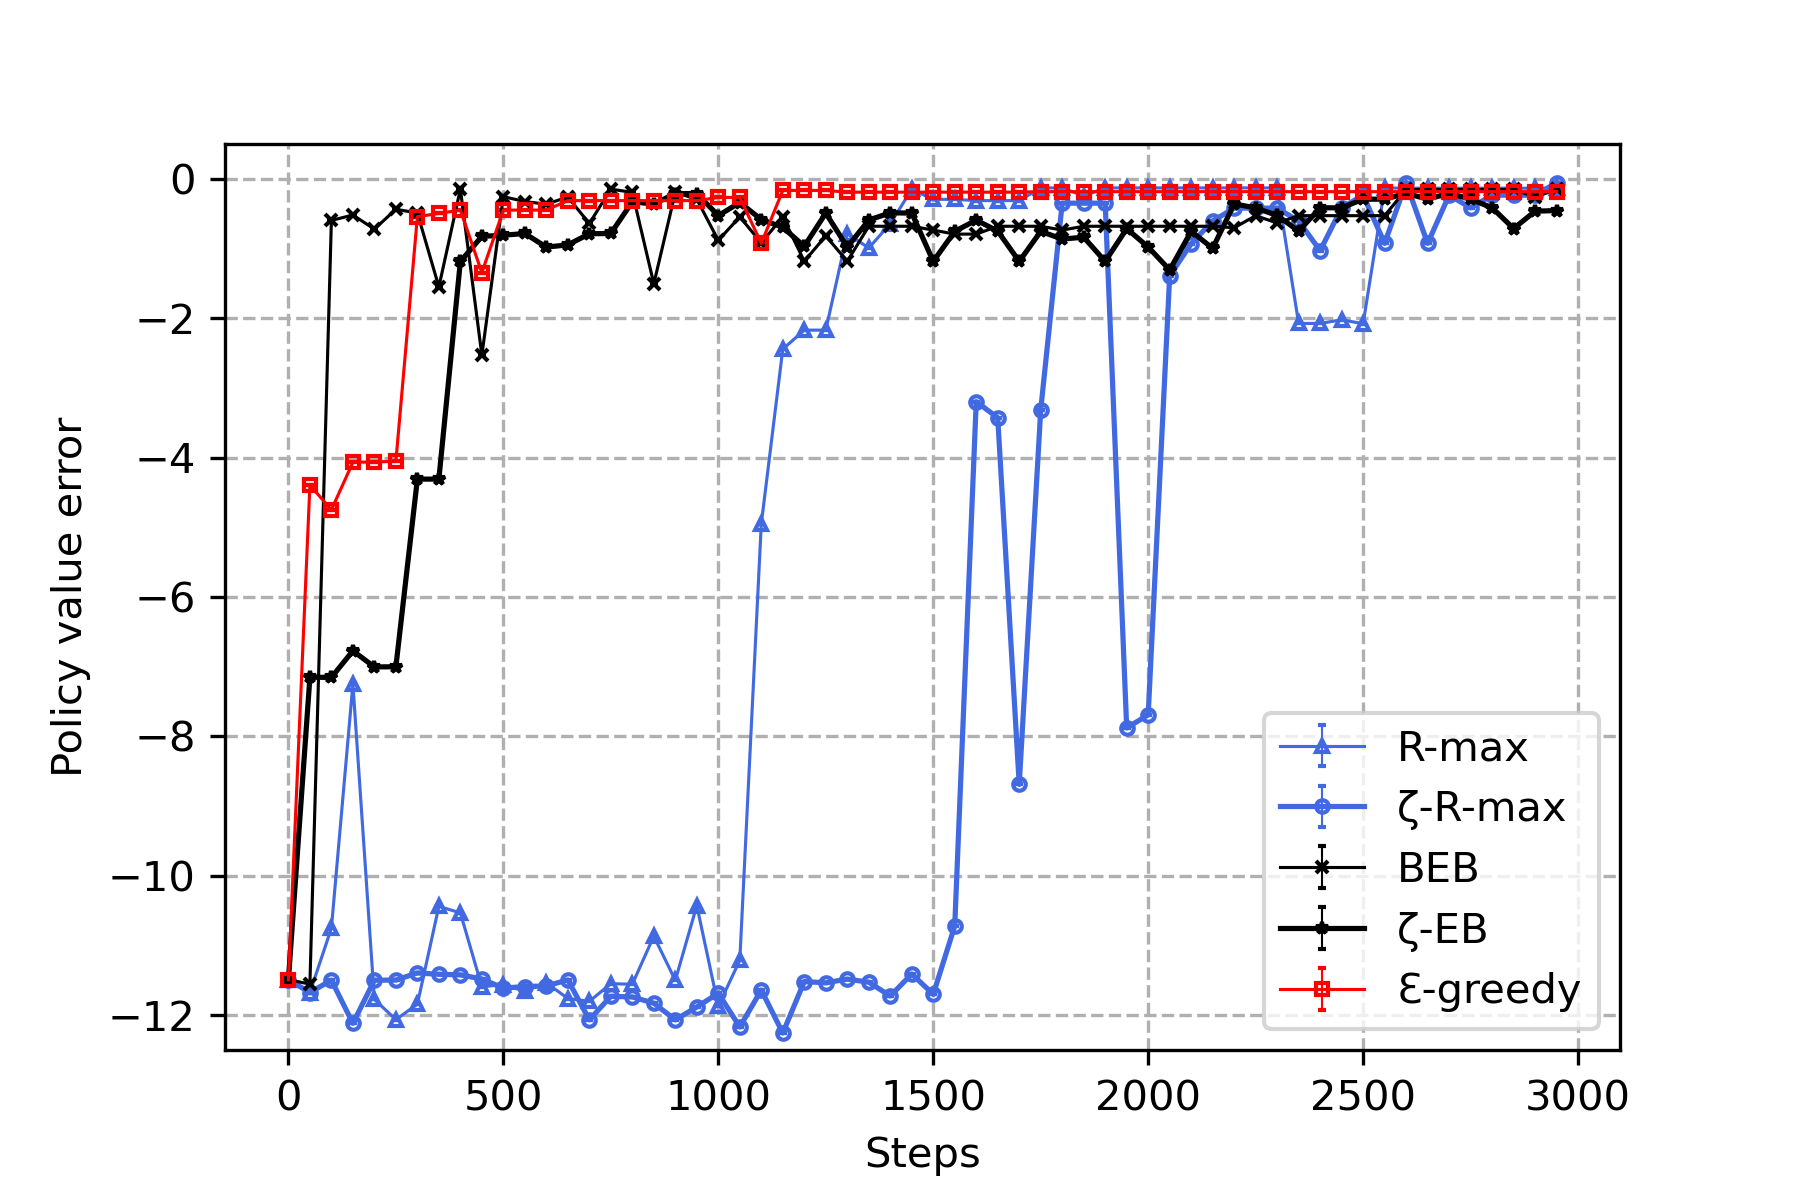 0
−2
−4
−6
−8
−10
−12
Policy value error
0 500 1000 1500 2000 2500 3000
Steps
R-max
ζ-R-max
BEB
ζ-EB
Ɛ-greedy